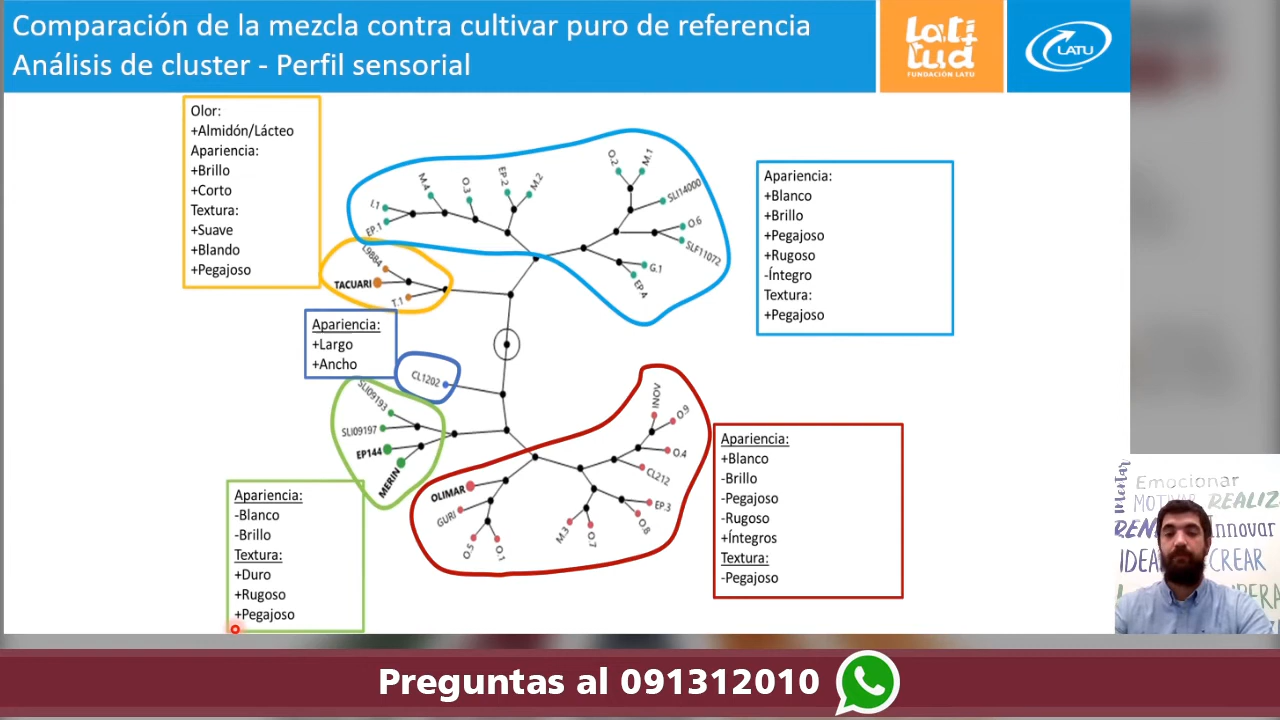 Comparación de la mezcla contra cultivar puro de referencia
Análisis de cluster - Perfil sensorial
Latitud
FUNDACIÓN LATU
LATU
Olor:
+Almidón/Lácteo
Apariencia:
+Brillo
+Corto
Textura:
+Suave
+Blando
+Pegajoso
Apariencia:
+Blanco
+Brillo
+Pegajoso
+Rugoso
-Íntegro
Textura:
+Pegajoso
M.4
O.3
EP.2
M.2
O.2
M.1
SLI14000
O.6
SLF11072
G.1
EP.4
EP.1
L9884
TACUARI
T.1
Apariencia:
+Largo
+Ancho
CL1202
SLI09193
SLI09197
EP144
MERIN
INOV
O.9
O.4
CL212
EP.3
O.8
O.7
M.3
OLIMAR
GURI
O.5
O.1
Apariencia:
+Blanco
-Brillo
-Pegajoso
-Rugoso
+Íntegros
Textura:
-Pegajoso
Apariencia:
-Blanco
-Brillo
Textura:
+Duro
+Rugoso
+Pegajoso
Emocionar
CREAR
Preguntas al 091312010